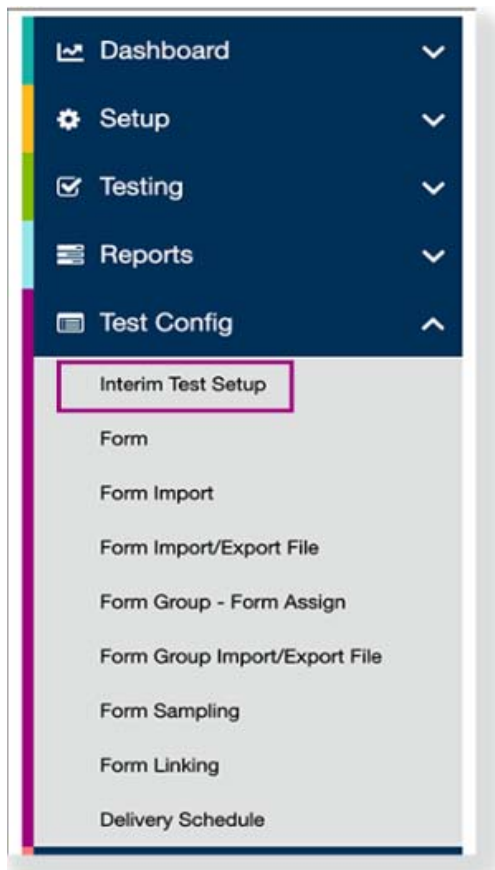 Dashboard
Setup
Testing
Reports
Test Config
Interim Test Setup
Form
Form Import
Form Import/Export File
Form Group - Form Assign
Form Group Import/Export File
Form Sampling
Form Linking
Delivery Schedule